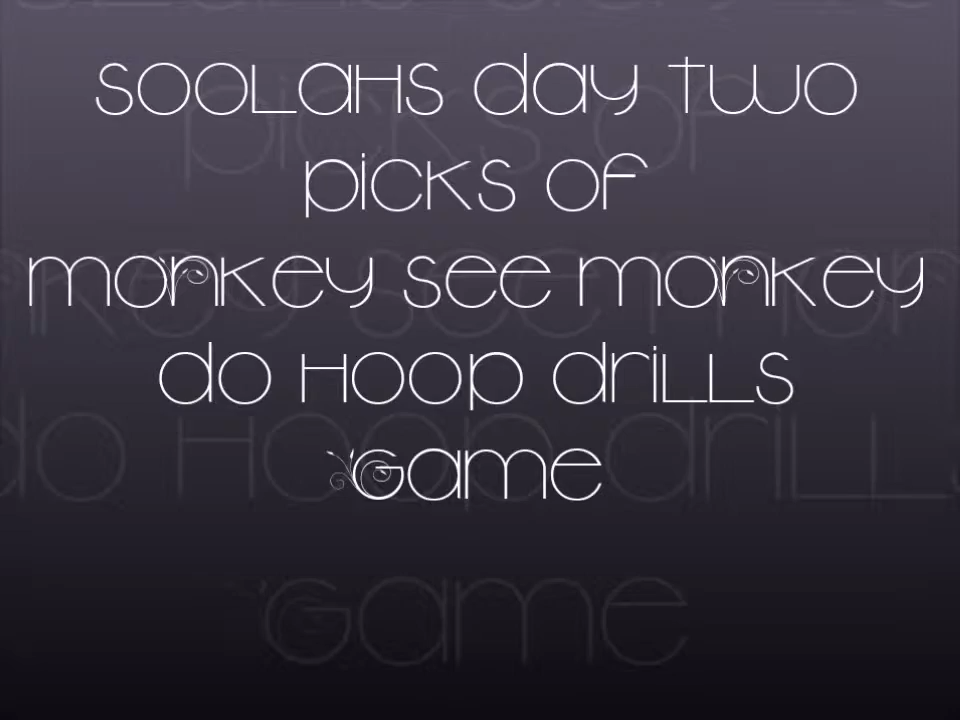 SOOLAHS day TWO
PICKS OF
monkey see monkey
do HOOP drills
Game